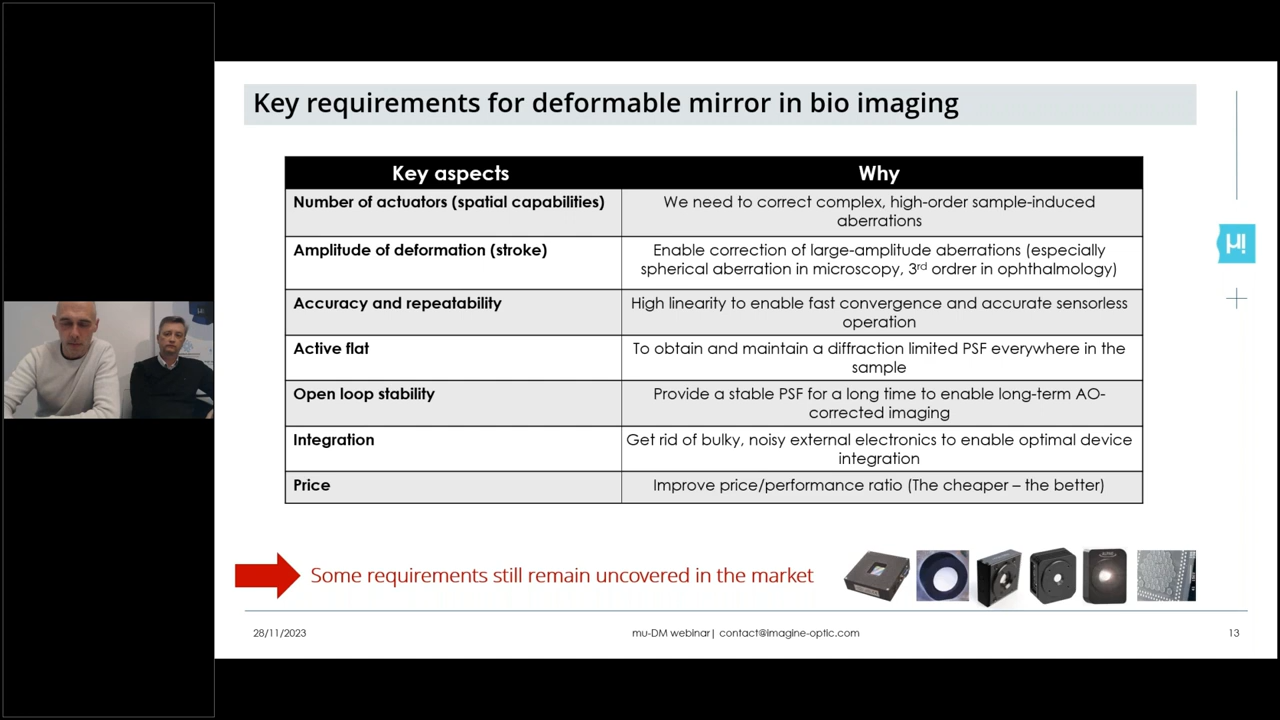 Key requirements for deformable mirror in bio imaging
Key aspects
Why
Number of actuators (spatial capabilities)
We need to correct complex, high-order sample-induced
aberrations
Amplitude of deformation (stroke)
Enable correction of large-amplitude aberrations (especially
spherical aberration in microscopy, 3rd ordrer in ophthalmology)
Accuracy and repeatability
High linearity to enable fast convergence and accurate sensorless
operation
Active flat
To obtain and maintain a diffraction limited PSF everywhere in the
sample
Open loop stability
Provide a stable PSF for a long time to enable long-term AO-
corrected imaging
Integration
Get rid of bulky, noisy external electronics to enable optimal device
integration
Price
Improve price/performance ratio (The cheaper – the better)
Some requirements still remain uncovered in the market
28/11/2023
mu-DM webinar| contact@imagine-optic.com
13